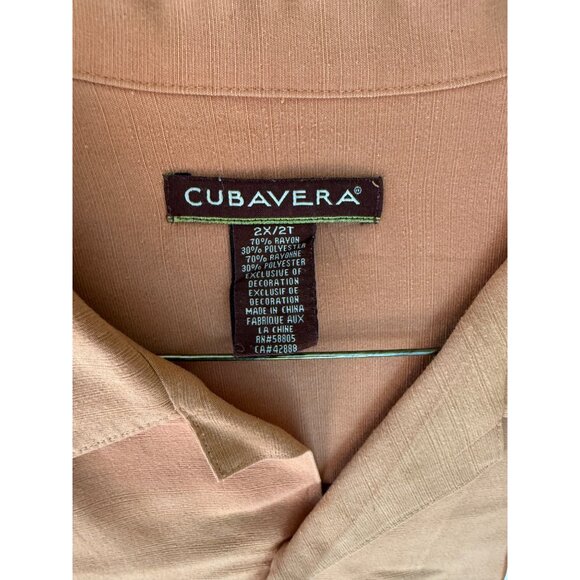 CUBAVERA®
2X/2T
70% RAYON
30% POLYESTER
70% RAYONNE
30% POLYESTER
EXCLUSIVE OF
DECORATION
EXCLUSIF DE
DECORATION
MADE IN CHINA
FABRIQUE AUX
LA CHINE
RN#58805
CA#42880